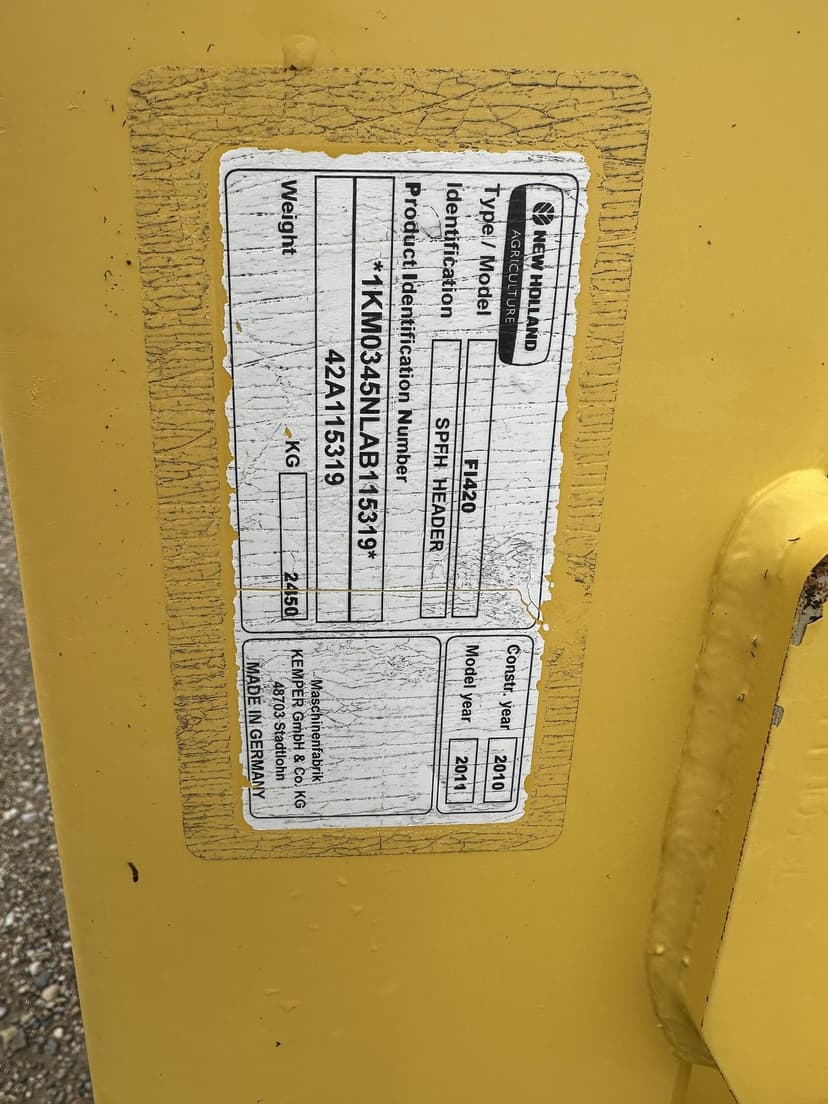 NEW HOLLAND
AGRICULTURE
Type / Model FI420
Identification SPFH HEADER
Product Identification Number
*1KM0345NLAB115319*
42A115319
Weight KG 2450
Constr. year 2010
Model year 2011
Maschinenfabrik
KEMPER GmbH & Co. KG
48703 Stadtlohn
MADE IN GERMANY